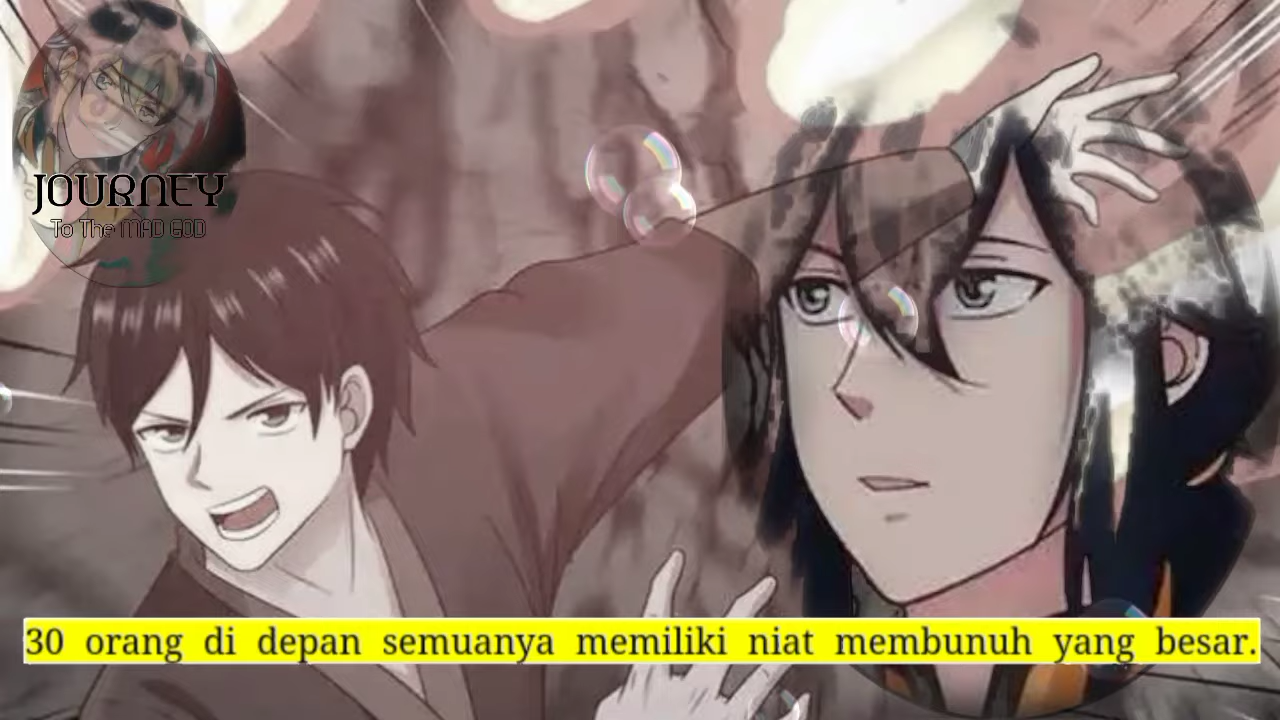 JOURNEY
To The MAD GOD
30 orang di depan semuanya memiliki niat membunuh yang besar.